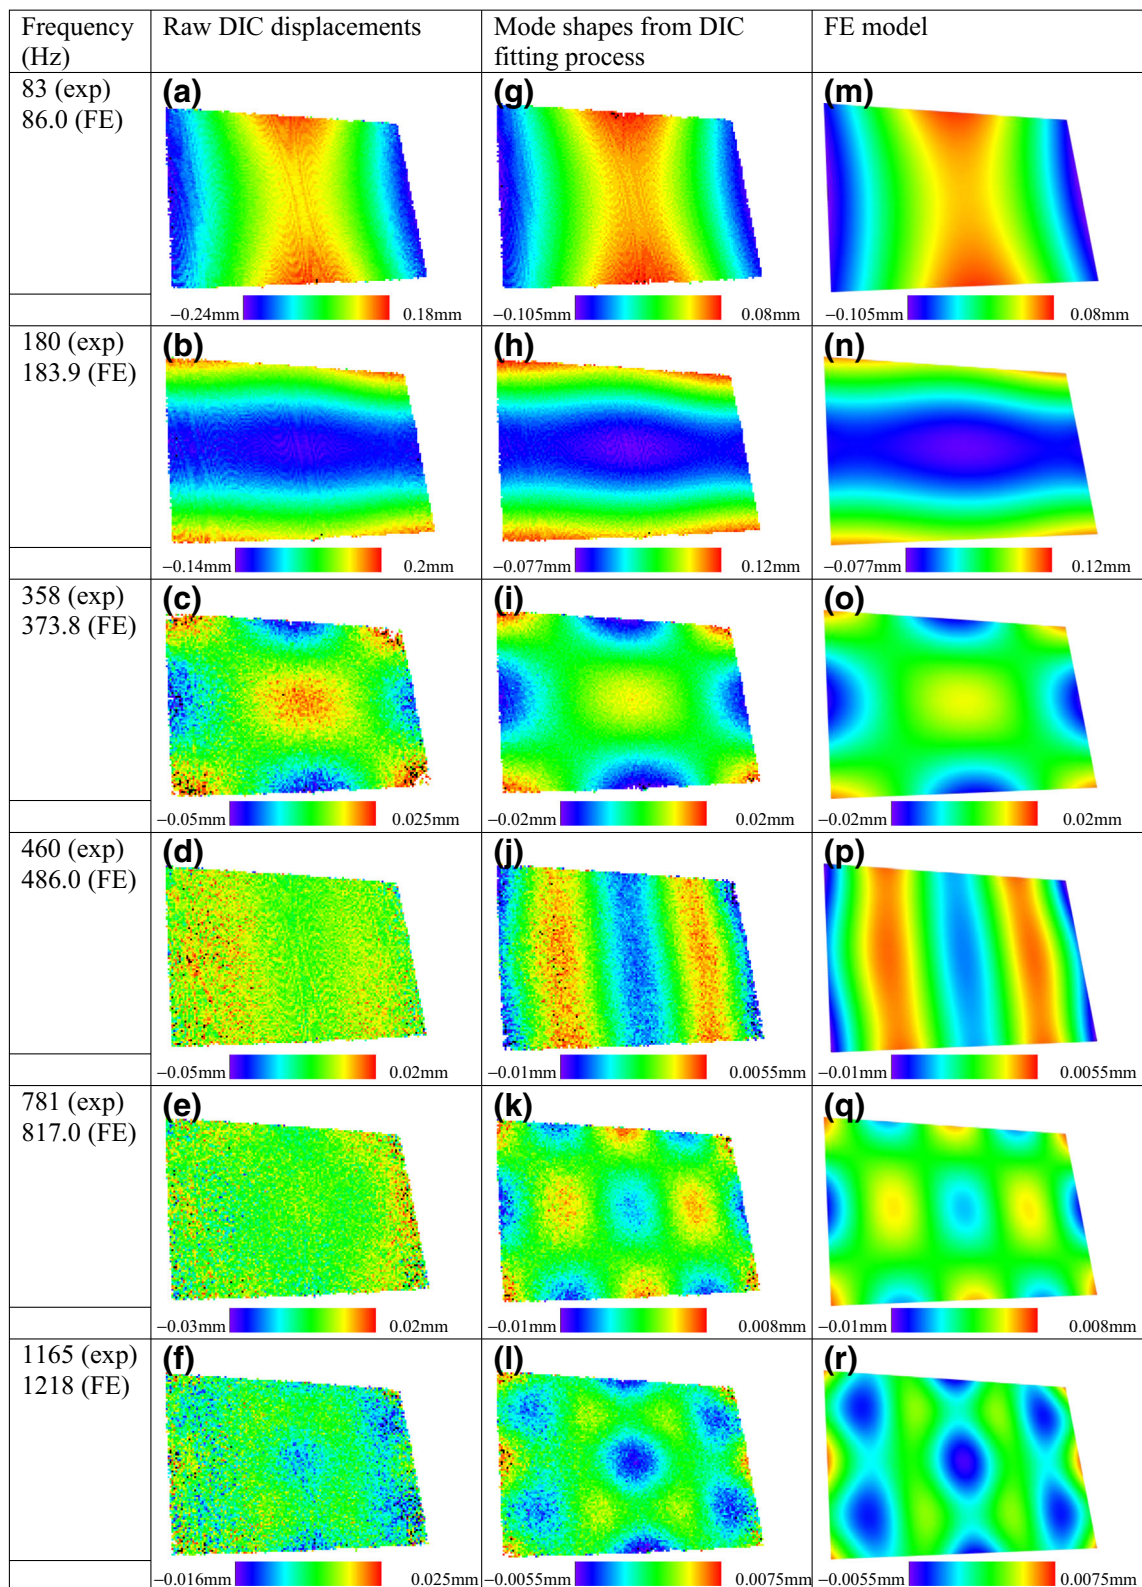 Frequency
(Hz)
Raw DIC displacements
Mode shapes from DIC
fitting process
FE model
83 (exp)
86.0 (FE)
(a)
−0.24mm
0.18mm
(g)
−0.105mm
0.08mm
(m)
−0.105mm
0.08mm
180 (exp)
183.9 (FE)
(b)
−0.14mm
0.2mm
(h)
−0.077mm
0.12mm
(n)
−0.077mm
0.12mm
358 (exp)
373.8 (FE)
(c)
−0.05mm
0.025mm
(i)
−0.02mm
0.02mm
(o)
−0.02mm
0.02mm
460 (exp)
486.0 (FE)
(d)
−0.05mm
0.02mm
(j)
−0.01mm
0.0055mm
(p)
−0.01mm
0.0055mm
781 (exp)
817.0 (FE)
(e)
−0.03mm
0.02mm
(k)
−0.01mm
0.008mm
(q)
−0.01mm
0.008mm
1165 (exp)
1218 (FE)
(f)
−0.016mm
0.025mm
(l)
−0.0055mm
0.0075mm
(r)
−0.0055mm
0.0075mm